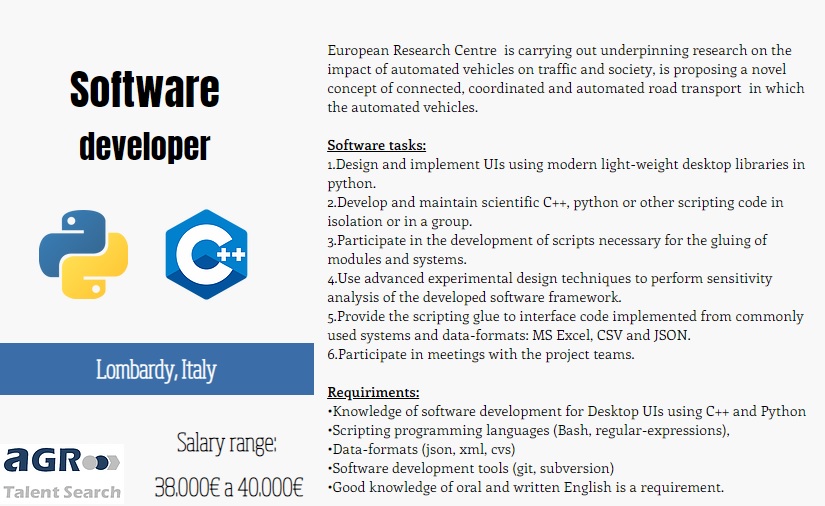 Software
developer
C++
Lombardy, Italy
Salary range:
38.000€ a 40.000€
AGR
Talent Search
European Research Centre  is carrying out underpinning research on the
impact of automated vehicles on traffic and society, is proposing a novel
concept of connected, coordinated and automated road transport  in which
the automated vehicles.
Software tasks:
1.Design and implement UIs using modern light-weight desktop libraries in
python.
2.Develop and maintain scientific C++, python or other scripting code in
isolation or in a group.
3.Participate in the development of scripts necessary for the gluing of
modules and systems.
4.Use advanced experimental design techniques to perform sensitivity
analysis of the developed software framework.
5.Provide the scripting glue to interface code implemented from commonly
used systems and data-formats: MS Excel, CSV and JSON.
6.Participate in meetings with the project teams.
Requiriments:
•Knowledge of software development for Desktop UIs using C++ and Python
•Scripting programming languages (Bash, regular-expressions),
•Data-formats (json, xml, cvs)
•Software development tools (git, subversion)
•Good knowledge of oral and written English is a requirement.